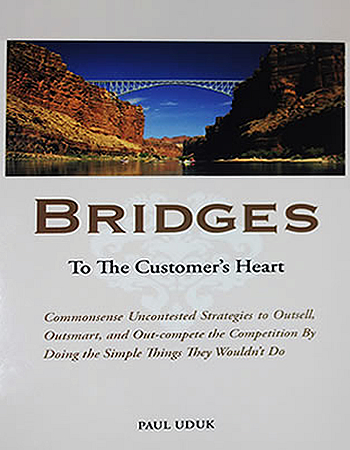 BRIDGES
To The Customer's Heart
Commonsense Uncontested Strategies to Outsell,
Outsmart, and Out-compete the Competition By
Doing the Simple Things They Wouldn't Do
PAUL UDUK